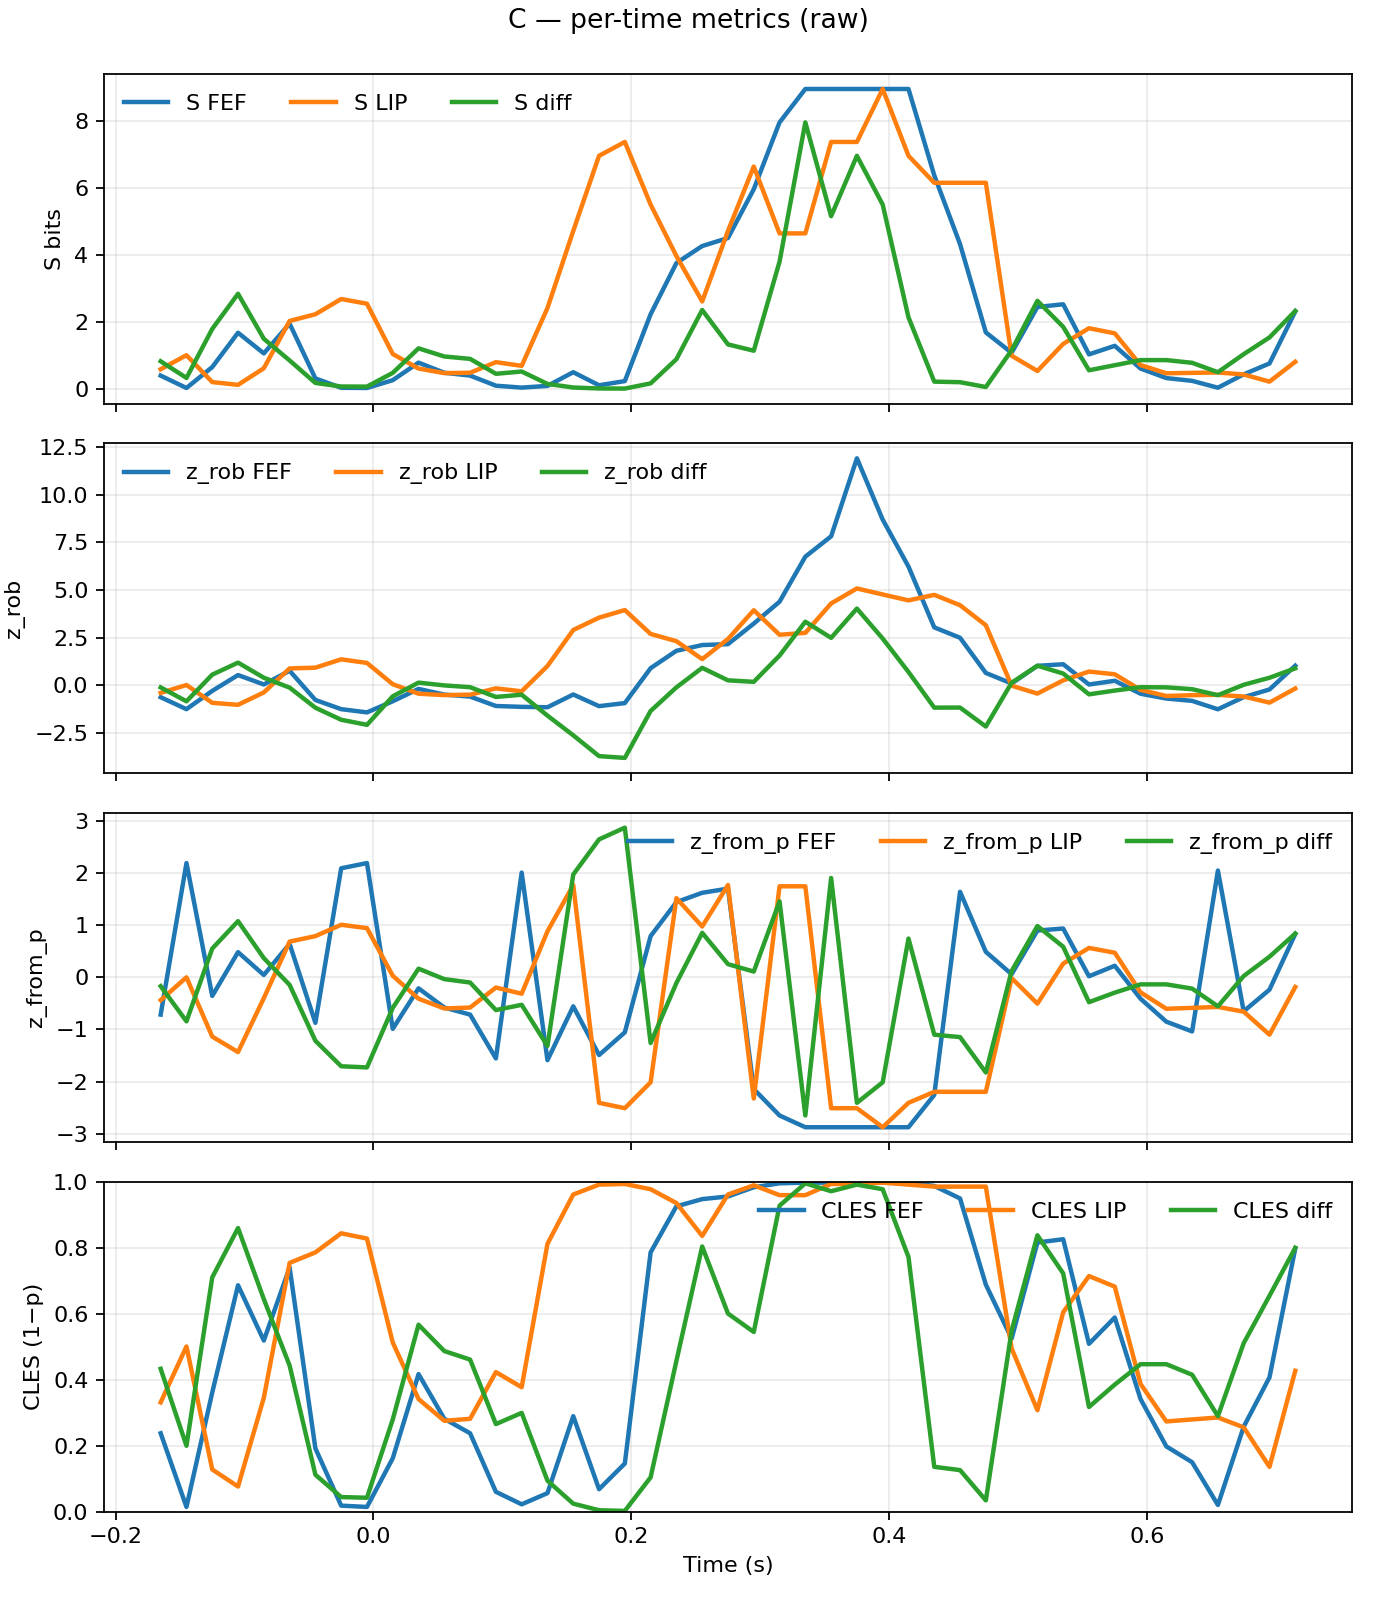 C — per-time metrics (raw)
S FEF S LIP S diff
8
6
4
2
0
S bits
z_rob FEF z_rob LIP z_rob diff
12.5
10.0
7.5
5.0
2.5
0.0
−2.5
z_rob
z_from_p FEF z_from_p LIP z_from_p diff
3
2
1
0
−1
−2
−3
z_from_p
CLES FEF CLES LIP CLES diff
1.0
0.8
0.6
0.4
0.2
0.0
CLES (1−p)
−0.2 0.0 0.2 0.4 0.6
Time (s)